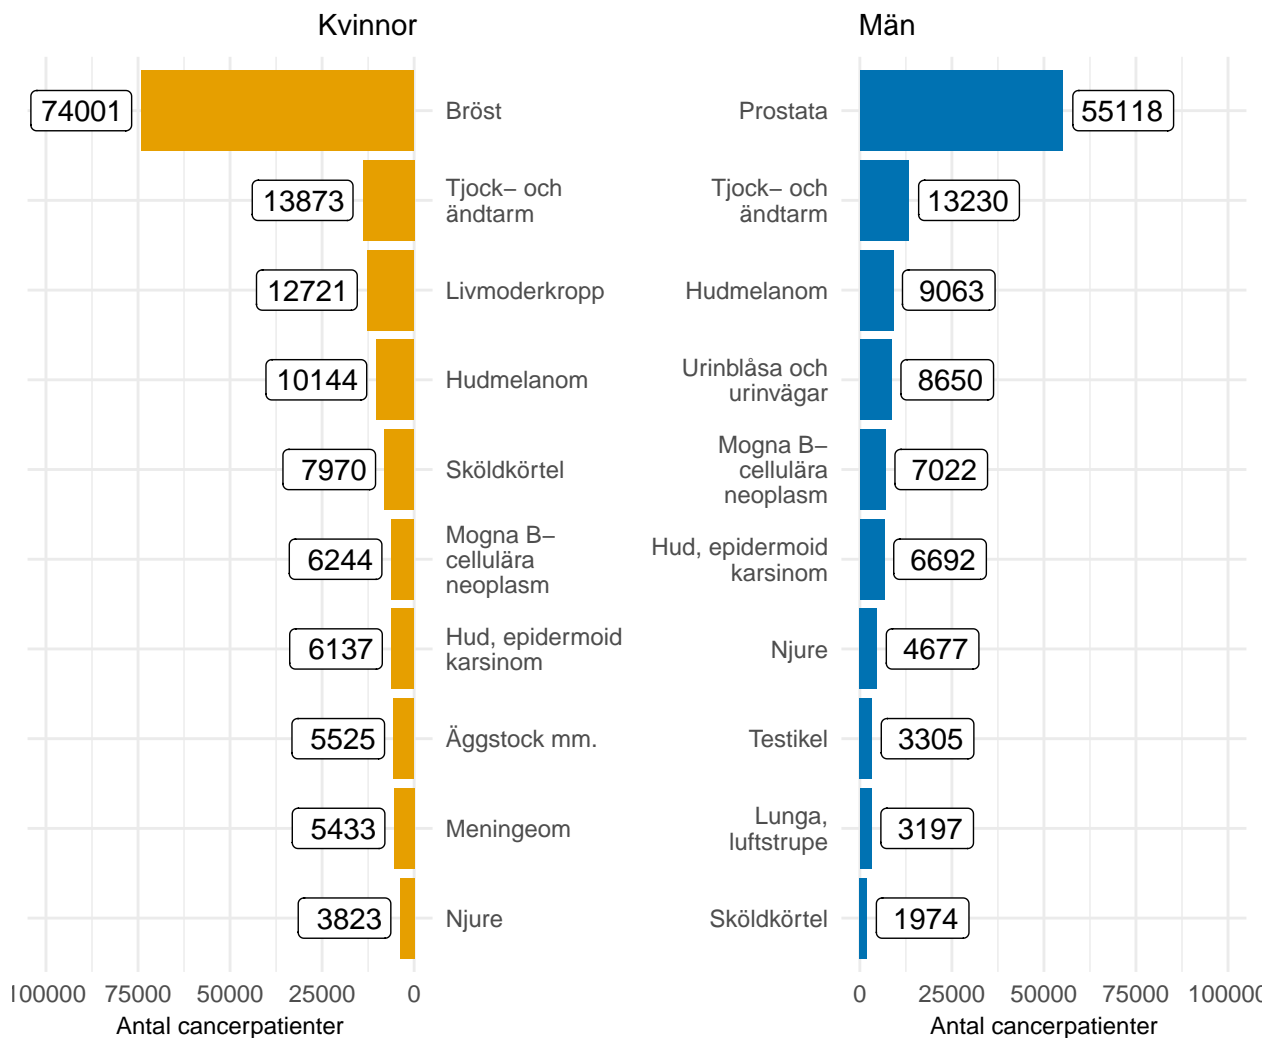 Kvinnor
74001
Bröst
13873
Tjock– och
ändtarm
12721
Livmoderkropp
10144
Hudmelanom
7970
Sköldkörtel
6244
Mogna B–
cellulära
neoplasm
6137
Hud, epidermoid
karsinom
5525
Äggstock mm.
5433
Meningeom
3823
Njure
100000 75000 50000 25000 0
Antal cancerpatienter
Män
Prostata
55118
Tjock– och
ändtarm
13230
Hudmelanom
9063
Urinblåsa och
urinvägar
8650
Mogna B–
cellulära
neoplasm
7022
Hud, epidermoid
karsinom
6692
Njure
4677
Testikel
3305
Lunga,
luftstrupe
3197
Sköldkörtel
1974
0 25000 50000 75000 100000
Antal cancerpatienter